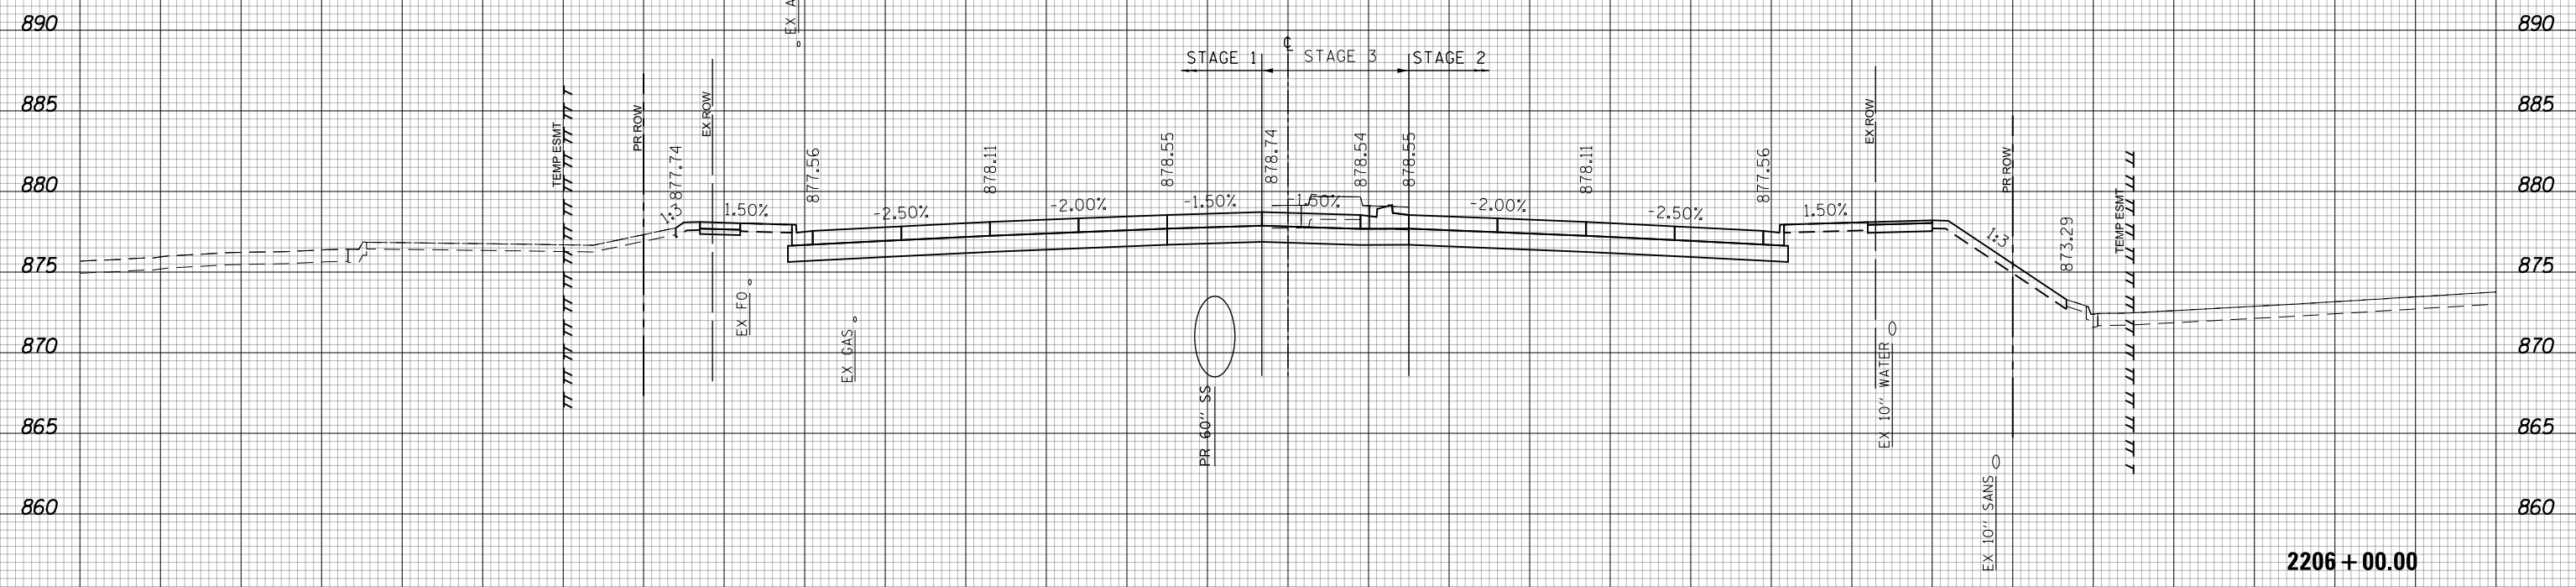 890
890
EX A
℄
STAGE 1
STAGE 3
STAGE 2
885
885
TEMP ESMT
PR ROW
EX ROW
EX ROW
PR ROW
TEMP ESMT
880
880
877.74
877.56
878.11
878.55
878.74
878.54
878.55
878.11
877.56
873.29
1:3
1.50%
-2.50%
-2.00%
-1.50%
-1.50%
-2.00%
-2.50%
1.50%
1:3
875
875
EX FO
EX GAS
870
870
EX 10" WATER
PR 60" SS
865
865
EX 10" SANS
860
860
2206+00.00